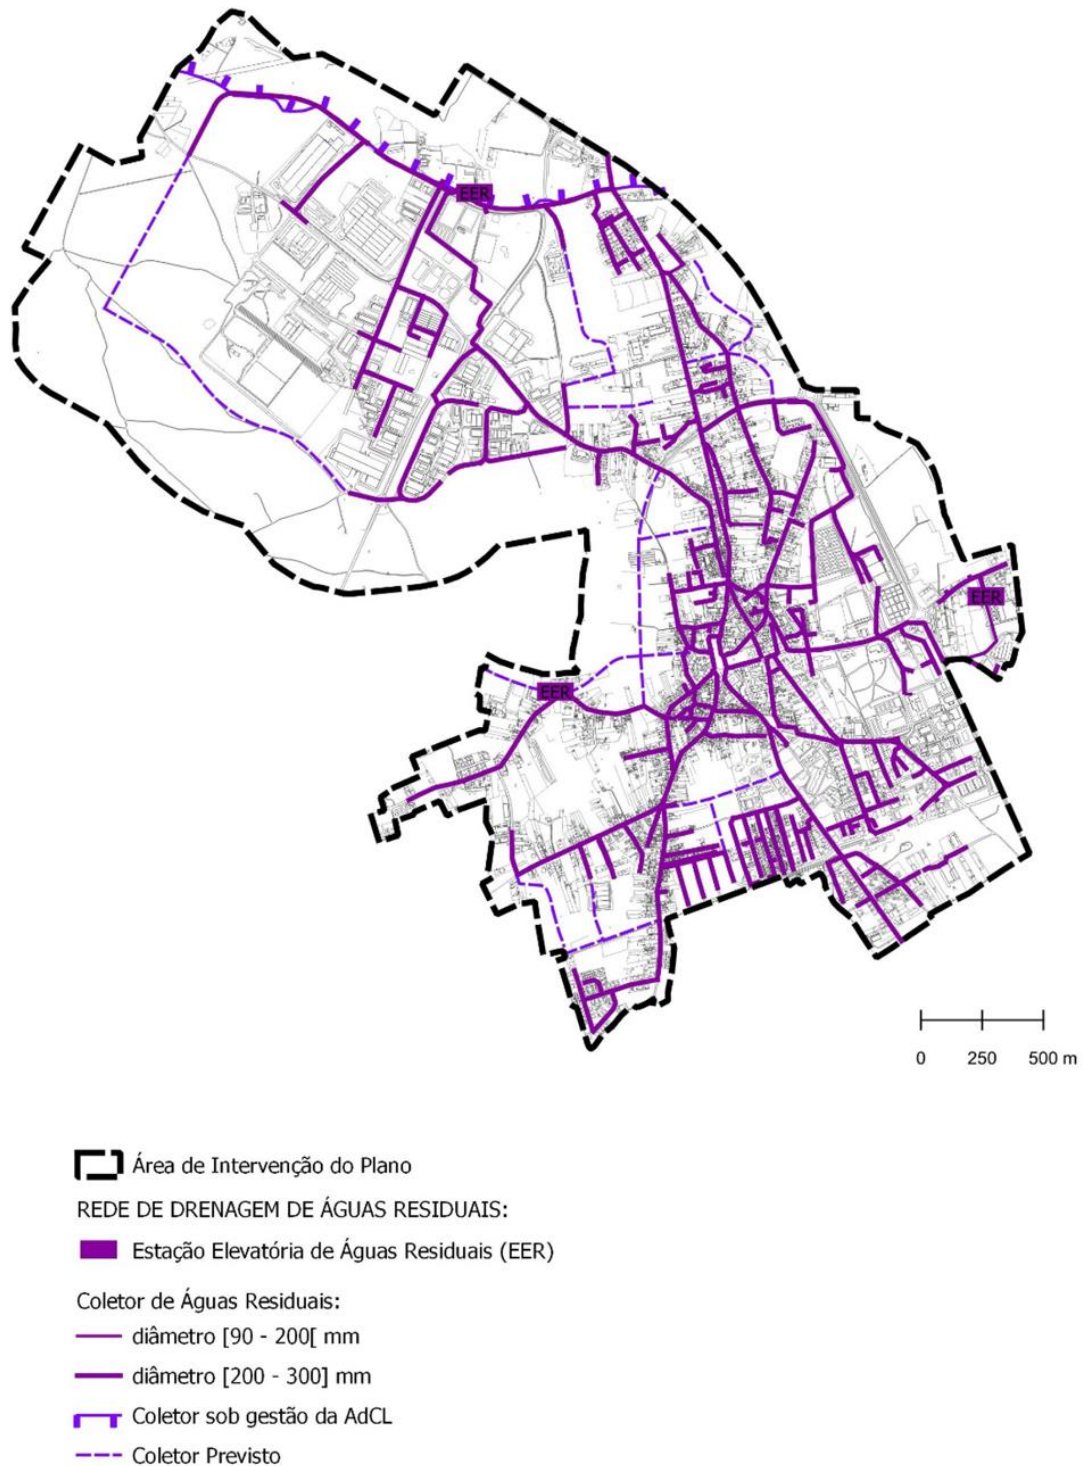 EER
EER
EER
0 250 500 m
Área de Intervenção do Plano
REDE DE DRENAGEM DE ÁGUAS RESIDUAIS:
Estação Elevatória de Águas Residuais (EER)
Coletor de Águas Residuais:
diâmetro [90 - 200[ mm
diâmetro [200 - 300] mm
Coletor sob gestão da AdCL
Coletor Previsto